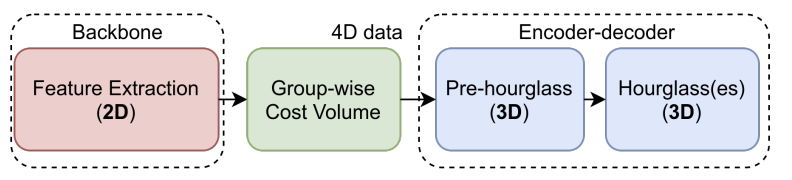 Backbone
4D data
Encoder-decoder
Feature Extraction
(2D)
Group-wise
Cost Volume
Pre-hourglass
(3D)
Hourglass(es)
(3D)